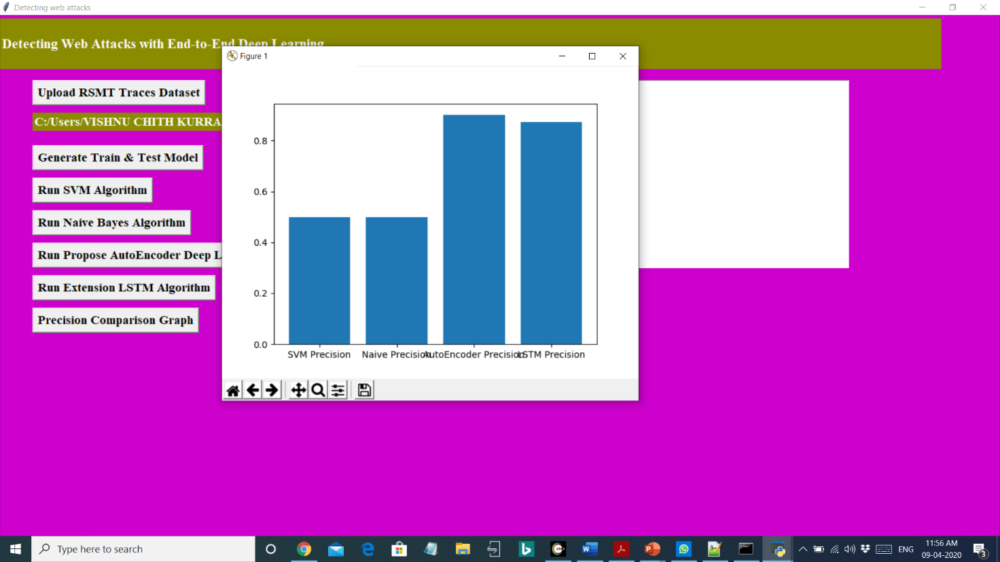 Detecting web attacks
Detecting Web Attacks with End-to-End Deep Learning
Figure 1
Upload RSMT Traces Dataset
C:/Users/VISHNU CHITH KURRA
Generate Train & Test Model
Run SVM Algorithm
Run Naive Bayes Algorithm
Run Propose AutoEncoder Deep L
Run Extension LSTM Algorithm
Precision Comparison Graph
0.8
0.6
0.4
0.2
0.0
SVM Precision Naive Precision AutoEncoder Precision LSTM Precision
Type here to search
ENG
11:56 AM
09-04-2020
3